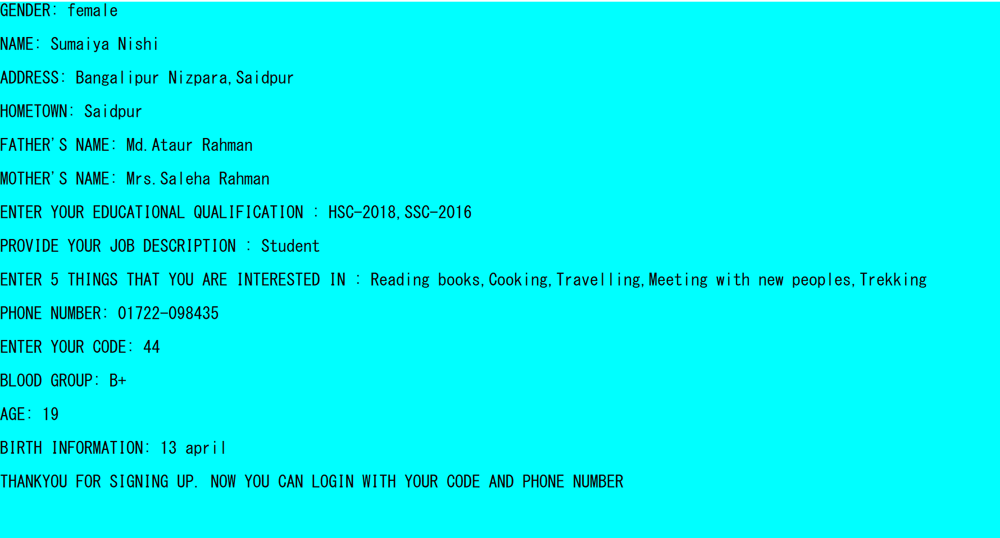 GENDER: female
NAME: Sumaiya Nishi
ADDRESS: Bangalipur Nizpara,Saidpur
HOMETOWN: Saidpur
FATHER'S NAME: Md.Ataur Rahman
MOTHER'S NAME: Mrs.Saleha Rahman
ENTER YOUR EDUCATIONAL QUALIFICATION : HSC-2018,SSC-2016
PROVIDE YOUR JOB DESCRIPTION : Student
ENTER 5 THINGS THAT YOU ARE INTERESTED IN : Reading books,Cooking,Travelling,Meeting with new peoples,Trekking
PHONE NUMBER: 01722-098435
ENTER YOUR CODE: 44
BLOOD GROUP: B+
AGE: 19
BIRTH INFORMATION: 13 april
THANKYOU FOR SIGNING UP. NOW YOU CAN LOGIN WITH YOUR CODE AND PHONE NUMBER